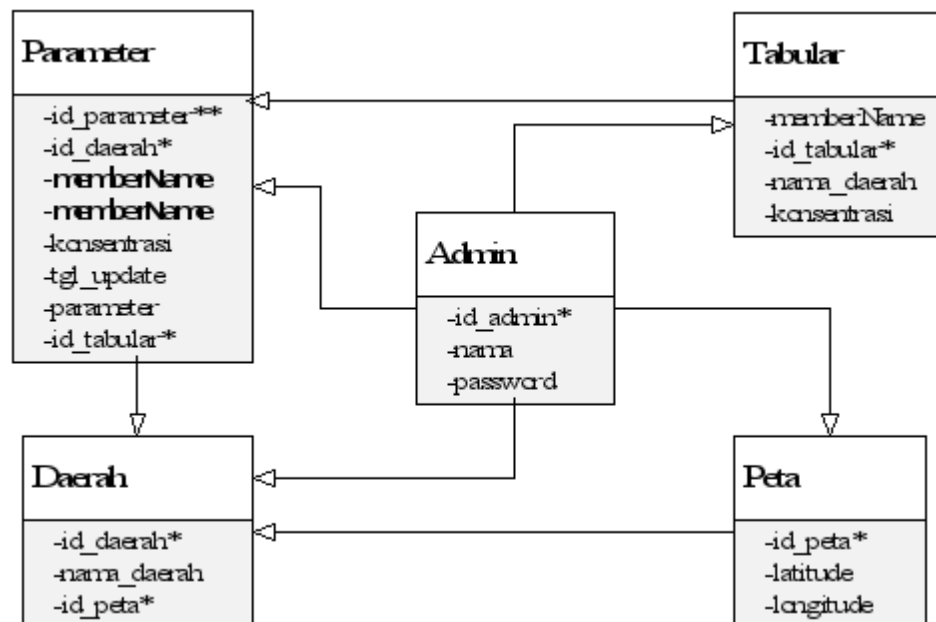 Parameter
-id_parameter**
-id_daerah*
-memberName
-memberName
-konsentrasi
-tgl_update
-parameter
-id_tabular*
Tabular
-memberName
-id_tabular*
-nama_daerah
-konsentrasi
Admin
-id_admin*
-nama
-password
Daerah
-id_daerah*
-nama_daerah
-id_peta*
Peta
-id_peta*
-latitude
-longitude